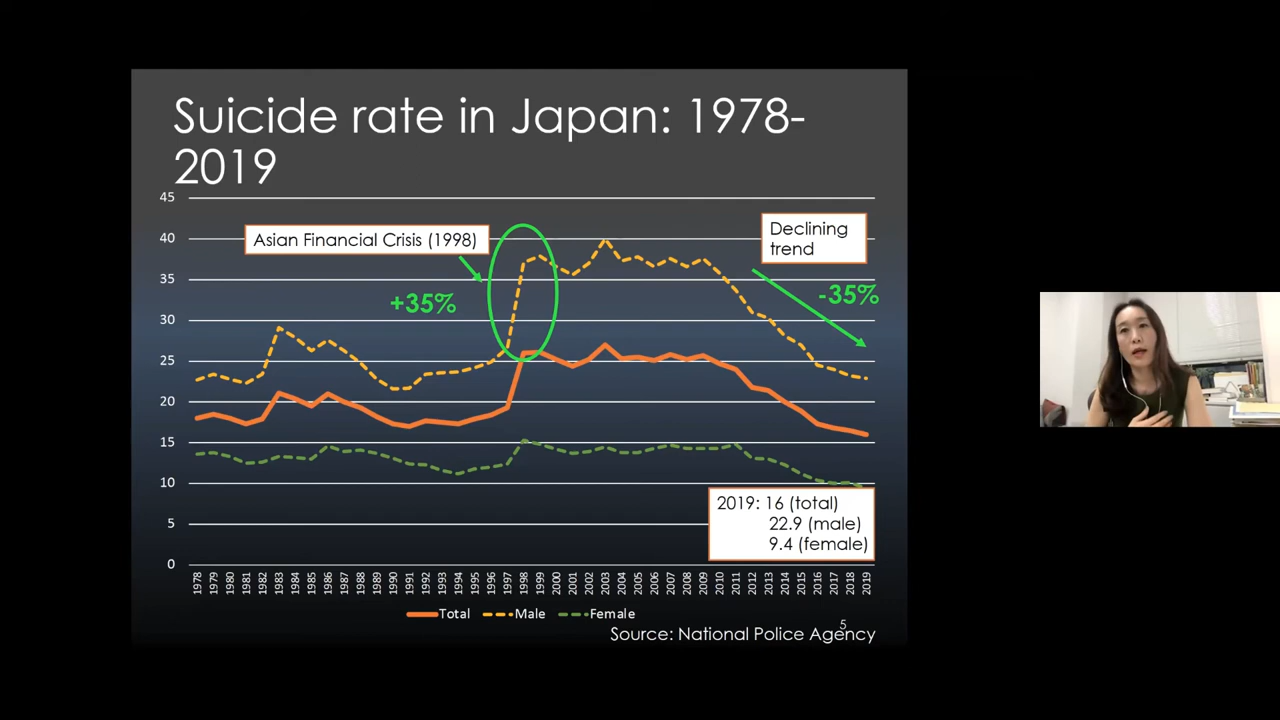 Suicide rate in Japan: 1978-
2019
45
40
35
30
25
20
15
10
5
0
Asian Financial Crisis (1998)
+35%
Declining
trend
-35%
2019: 16 (total)
22.9 (male)
9.4 (female)
1978 1979 1980 1981 1982 1983 1984 1985 1986 1987 1988 1989 1990 1991 1992 1993 1994 1995 1996 1997 1998 1999 2000 2001 2002 2003 2004 2005 2006 2007 2008 2009 2010 2011 2012 2013 2014 2015 2016 2017 2018 2019
Total Male Female
5
Source: National Police Agency